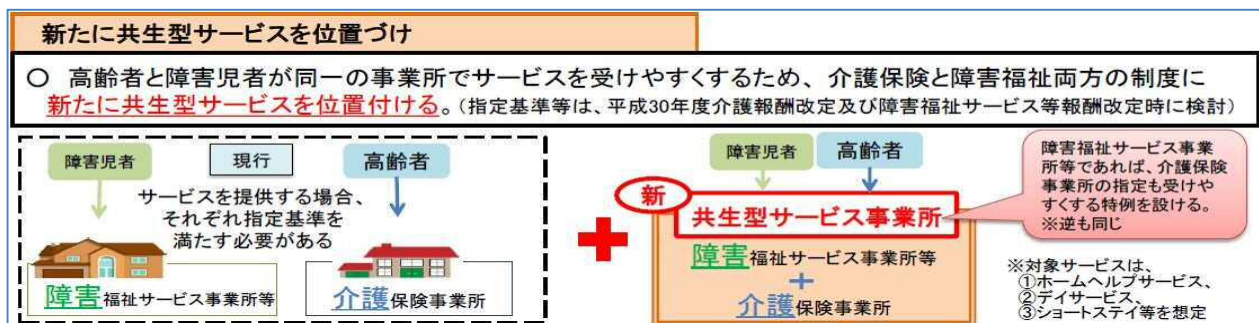 新たに共生型サービスを位置づけ
○ 高齢者と障害児者が同一の事業所でサービスを受けやすくするため、介護保険と障害福祉両方の制度に
新たに共生型サービスを位置付ける。(指定基準等は、平成30年度介護報酬改定及び障害福祉サービス等報酬改定時に検討)
障害児者
現行
高齢者
サービスを提供する場合、
それぞれ指定基準を
満たす必要がある
障害福祉サービス事業所等
介護保険事業所
障害児者
高齢者
新
共生型サービス事業所
障害福祉サービス事業所等
+
介護保険事業所
障害福祉サービス事業
所等であれば、介護保険
事業所の指定も受けや
すくする特例を設ける。
※逆も同じ
※対象サービスは、
①ホームヘルプサービス、
②デイサービス、
③ショートステイ等を想定